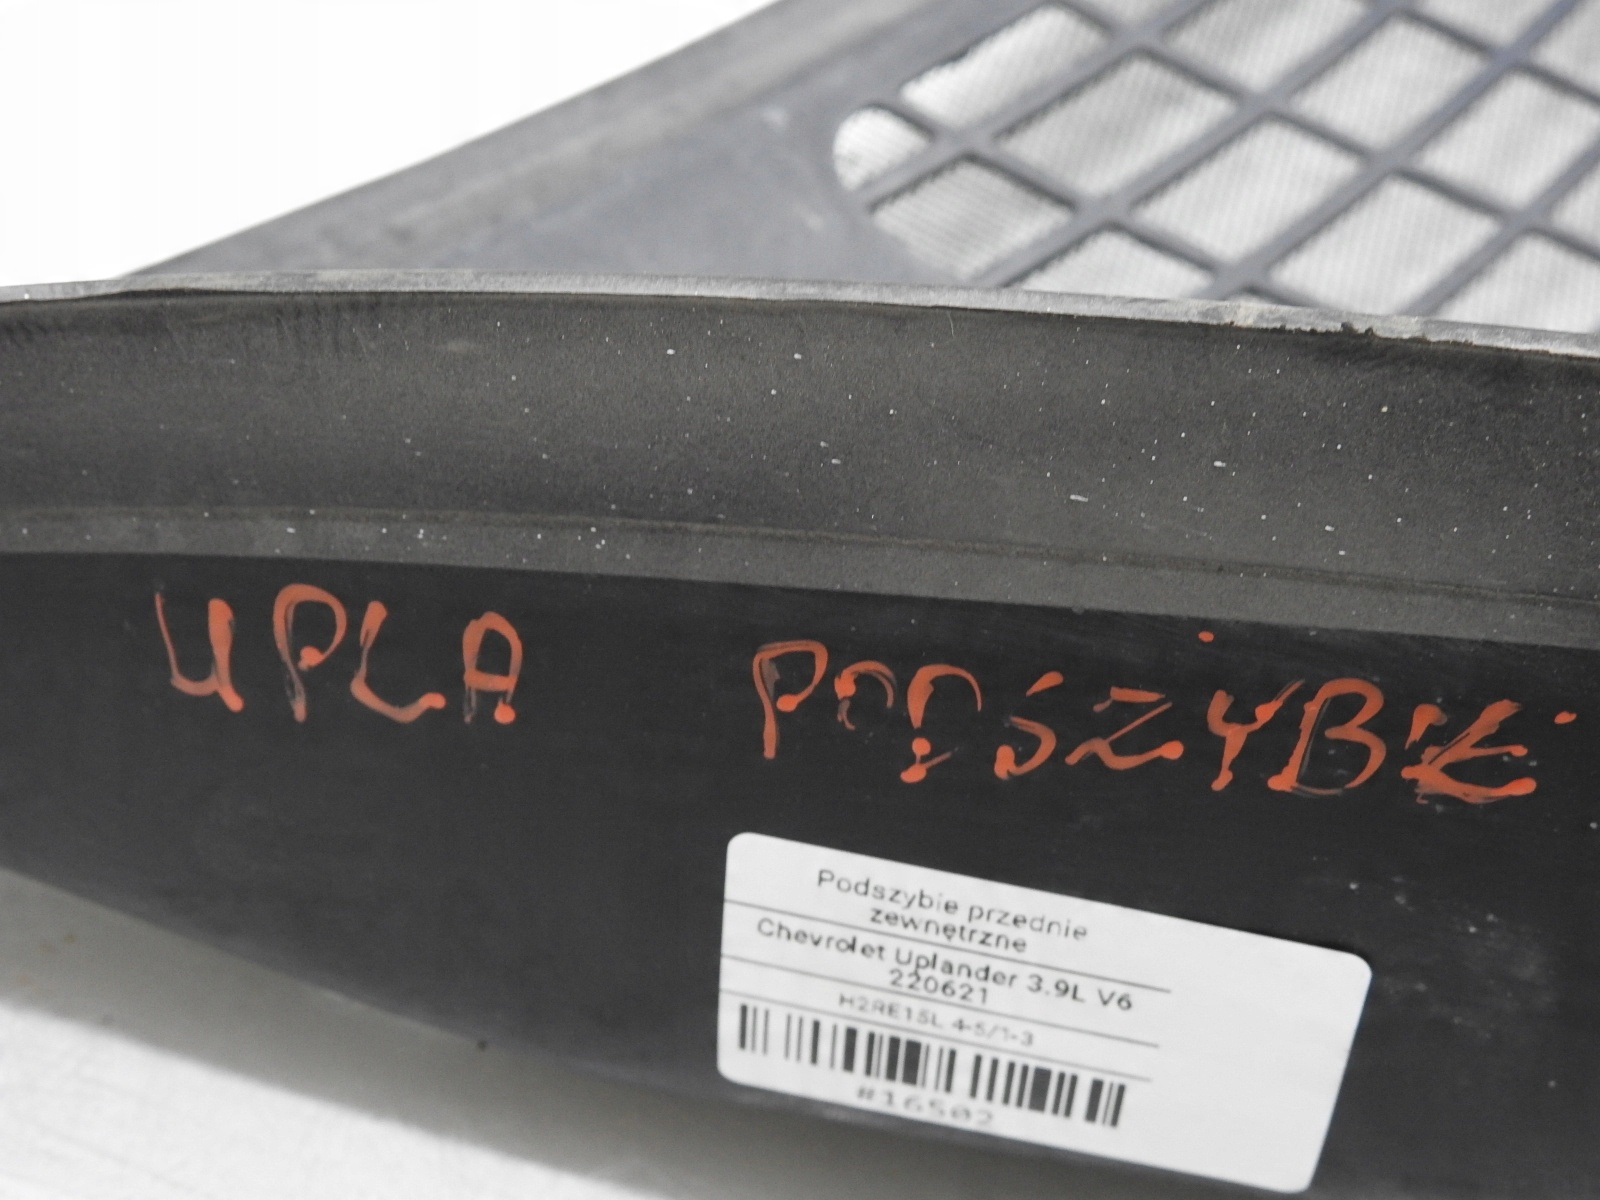 UPLA PODSZYBIE
Podszybie przednie
zewnętrzne
Chevrolet Uplander 3.9L V6
220621
H2RE15L 4-5/1-3
#16502